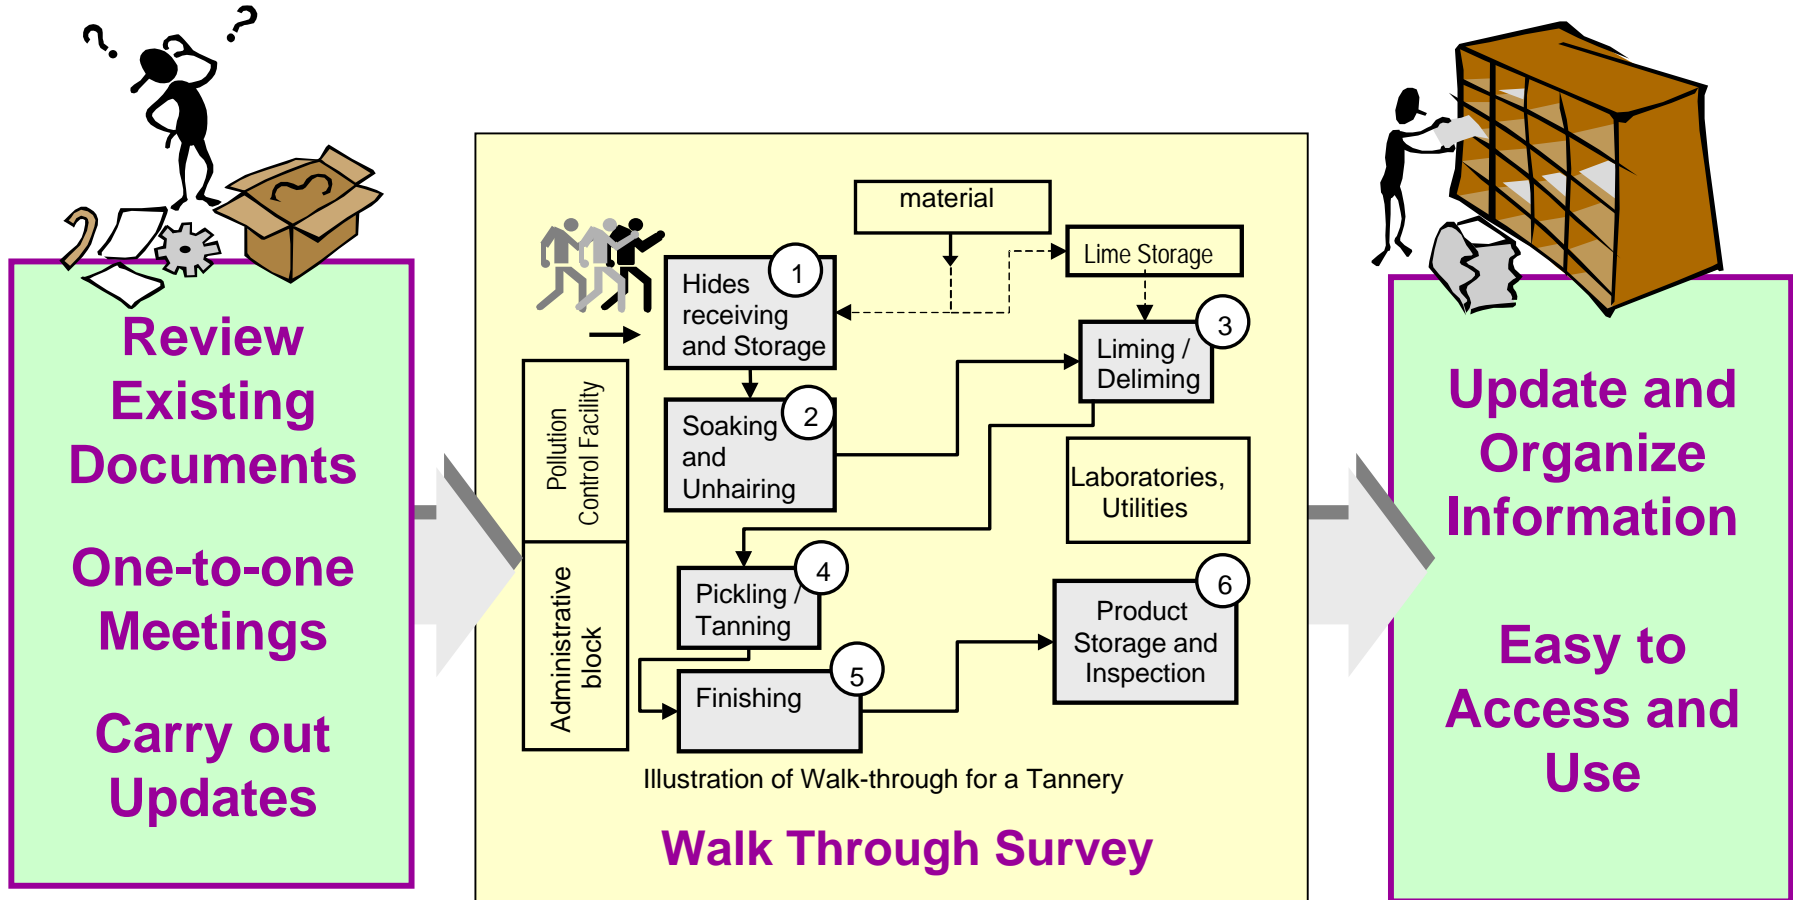 ?
?
Review
Existing
Documents
One-to-one
Meetings
Carry out
Updates
material
Lime Storage
1
Hides
receiving
and Storage
2
Soaking
and
Unhairing
3
Liming /
Deliming
Pollution
Control Facility
Laboratories,
Utilities
Administrative
block
4
Pickling /
Tanning
5
Finishing
6
Product
Storage and
Inspection
Illustration of Walk-through for a Tannery
Walk Through Survey
Update and
Organize
Information
Easy to
Access and
Use